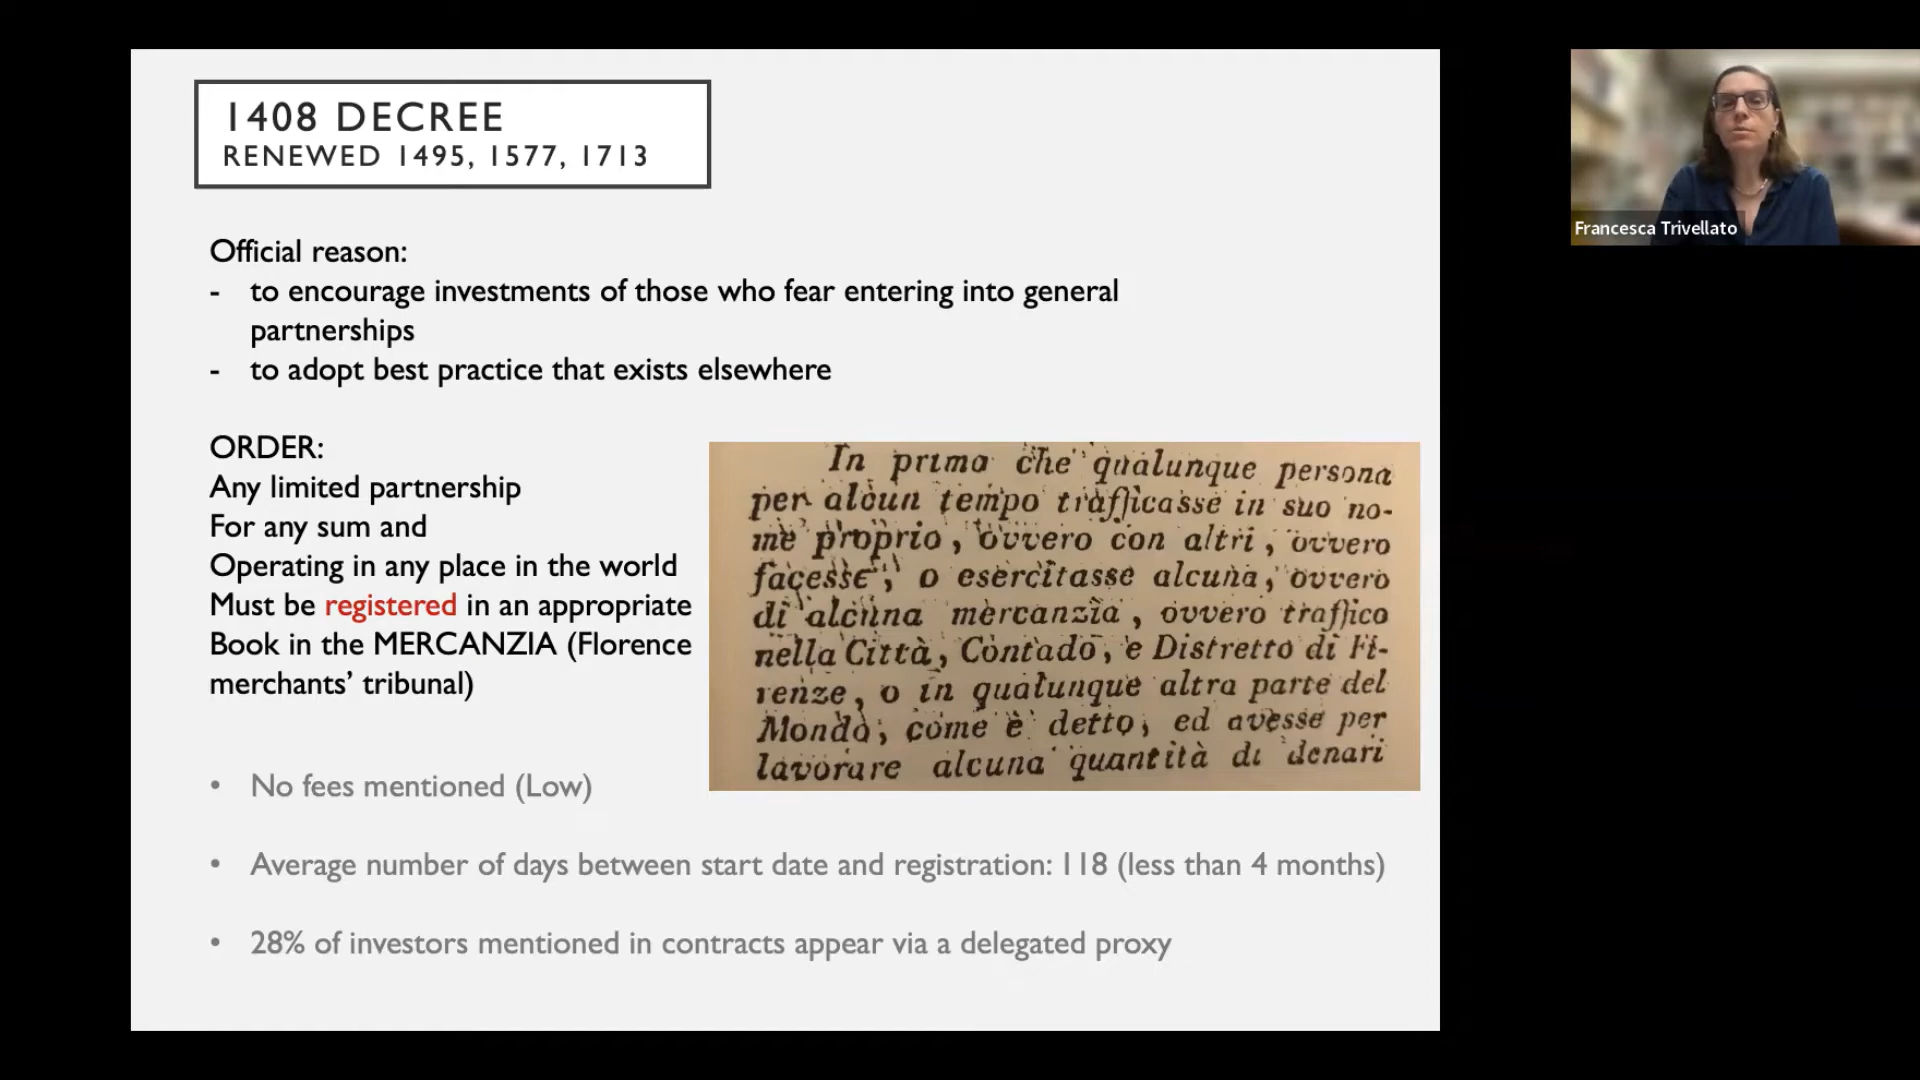 1408 DECREE
RENEWED 1495, 1577, 1713
Official reason:
- to encourage investments of those who fear entering into general
partnerships
- to adopt best practice that exists elsewhere
ORDER:
Any limited partnership
For any sum and
Operating in any place in the world
Must be registered in an appropriate
Book in the MERCANZIA (Florence
merchants’ tribunal)
In primo che qualunque persona
per alcun tempo trafficasse in suo no-
me proprio, ovvero con altri, ovvero
facesse, o esercitasse alcuna, ovvero
di alcuna mercanzia, ovvero traffico
nella Città, Contado, e Distretto di Fi-
renze, o in qualunque altra parte del
Mondo, come è detto, ed avesse per
lavorare alcuna quantità di denari
• No fees mentioned (Low)
• Average number of days between start date and registration: 118 (less than 4 months)
• 28% of investors mentioned in contracts appear via a delegated proxy
Francesca Trivellato